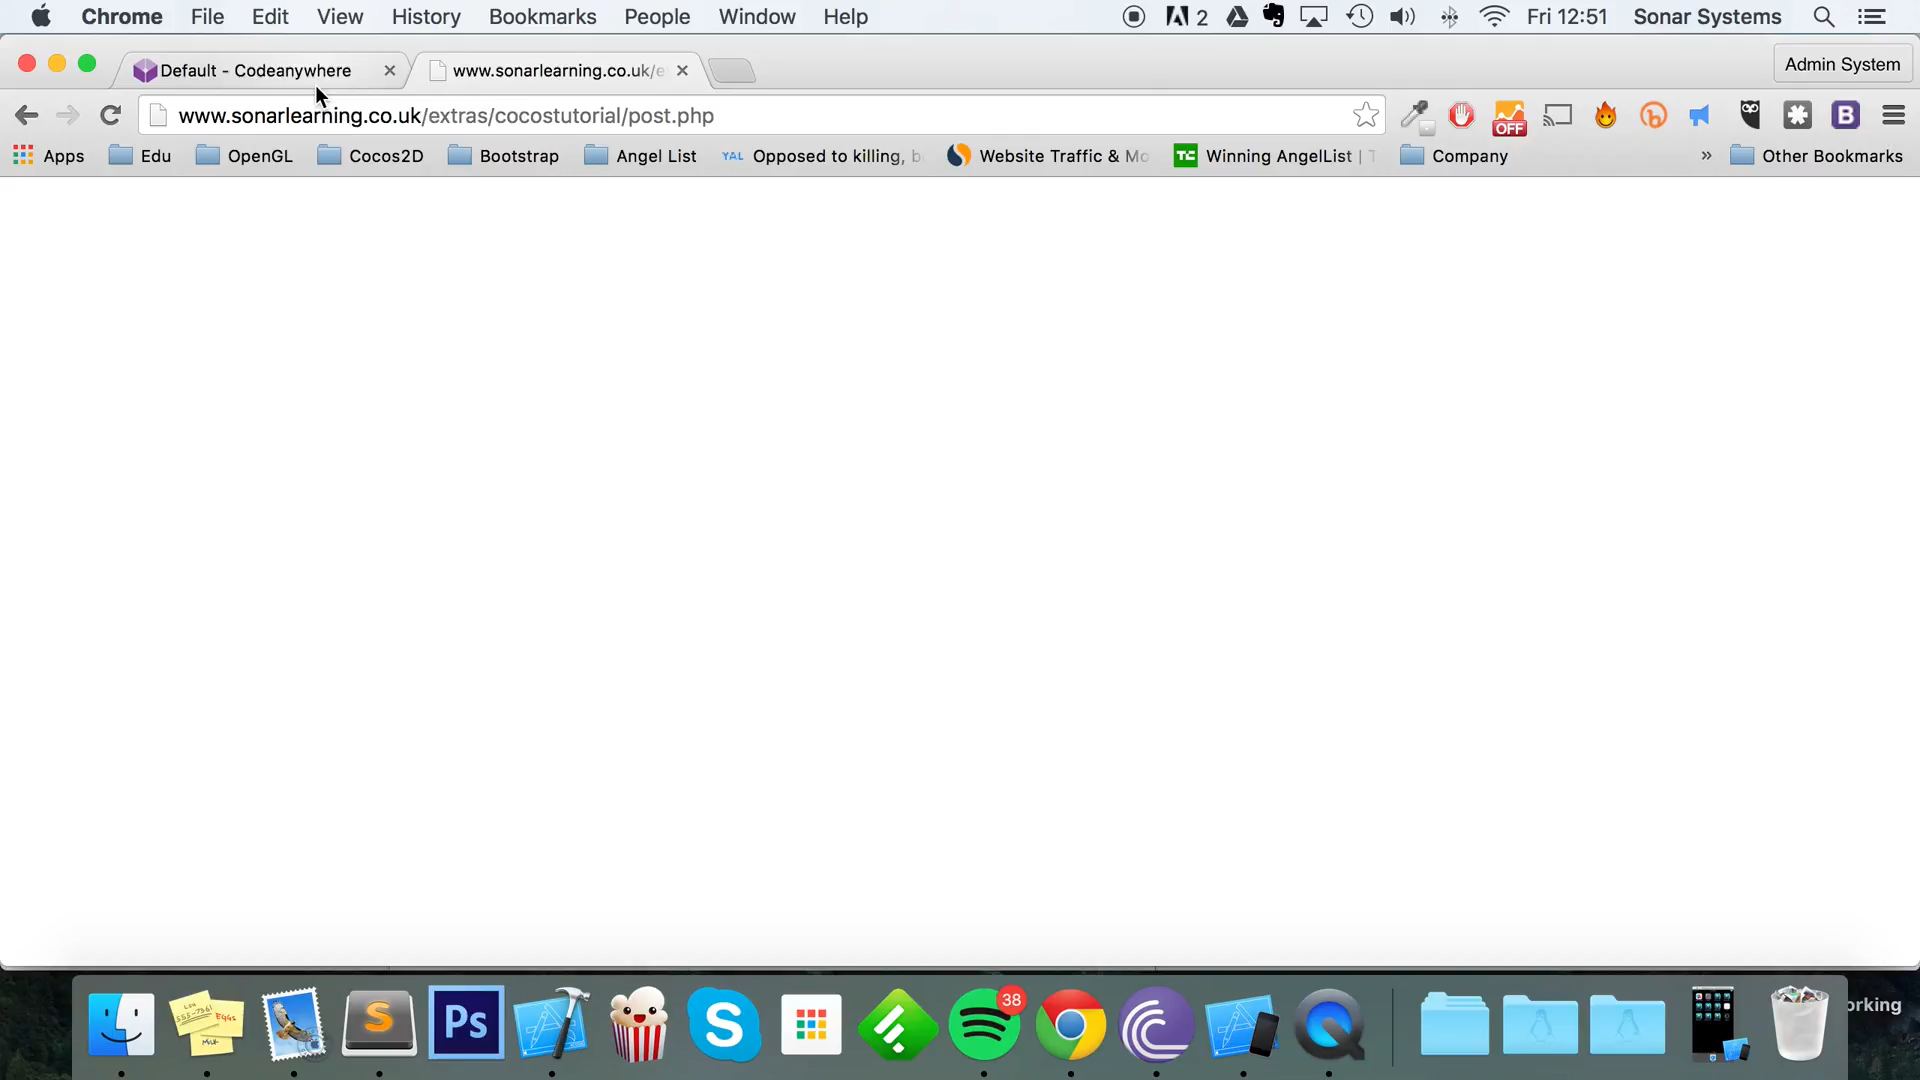 Chrome File Edit View History Bookmarks People Window Help 2 Fri 12:51 Sonar Systems
Default - Codeanywhere www.sonarlearning.co.uk/e Admin System
www.sonarlearning.co.uk/extras/cocostutorial/post.php OFF b B
Apps Edu OpenGL Cocos2D Bootstrap Angel List YAL Opposed to killing, b Website Traffic & Mo TC Winning AngelList | T Company » Other Bookmarks
38
S Ps S orking